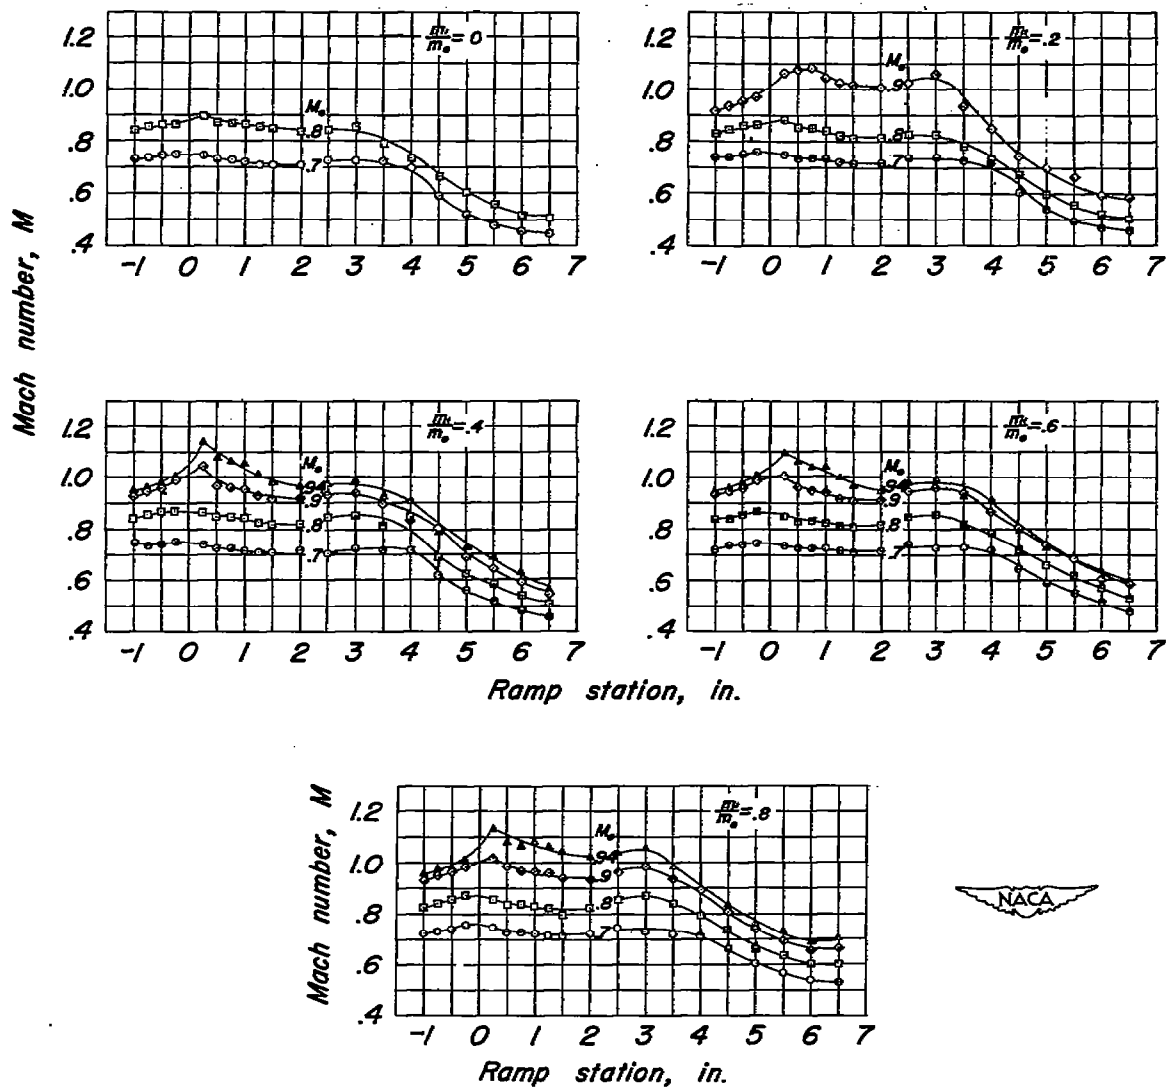 m₁/m₀ = 0
1.2
1.0
.8
.6
.4
M₀
.8
.7
-1 0 1 2 3 4 5 6 7
m₁/m₀ = .2
1.2
1.0
.8
.6
.4
M₀
.9
.8
.7
-1 0 1 2 3 4 5 6 7
Mach number, M
m₁/m₀ = .4
1.2
1.0
.8
.6
.4
M₀
.94
.9
.8
.7
-1 0 1 2 3 4 5 6 7
m₁/m₀ = .6
1.2
1.0
.8
.6
.4
M₀
.94
.9
.8
.7
-1 0 1 2 3 4 5 6 7
Ramp station, in.
Mach number, M
m₁/m₀ = .8
1.2
1.0
.8
.6
.4
M₀
.94
.9
.8
.7
-1 0 1 2 3 4 5 6 7
Ramp station, in.
NACA